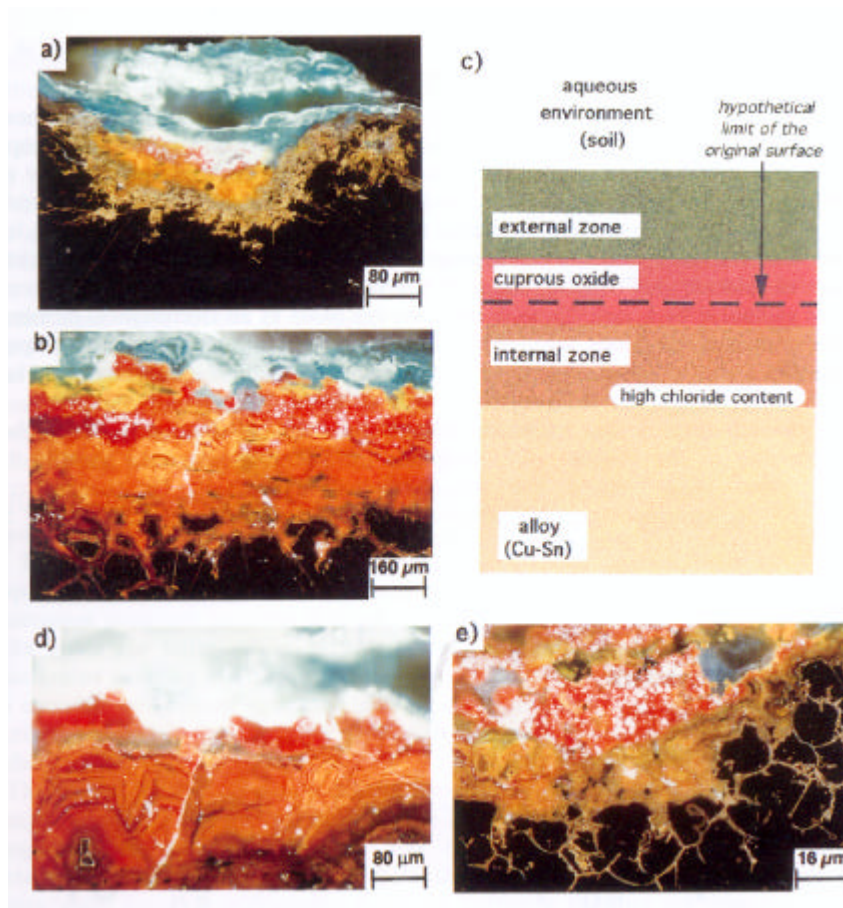 a)
80 µm
b)
160 µm
c)
aqueous
environment
(soil)
hypothetical
limit of the
original surface
external zone
cuprous oxide
internal zone
high chloride content
alloy
(Cu-Sn)
d)
80 µm
e)
16 µm